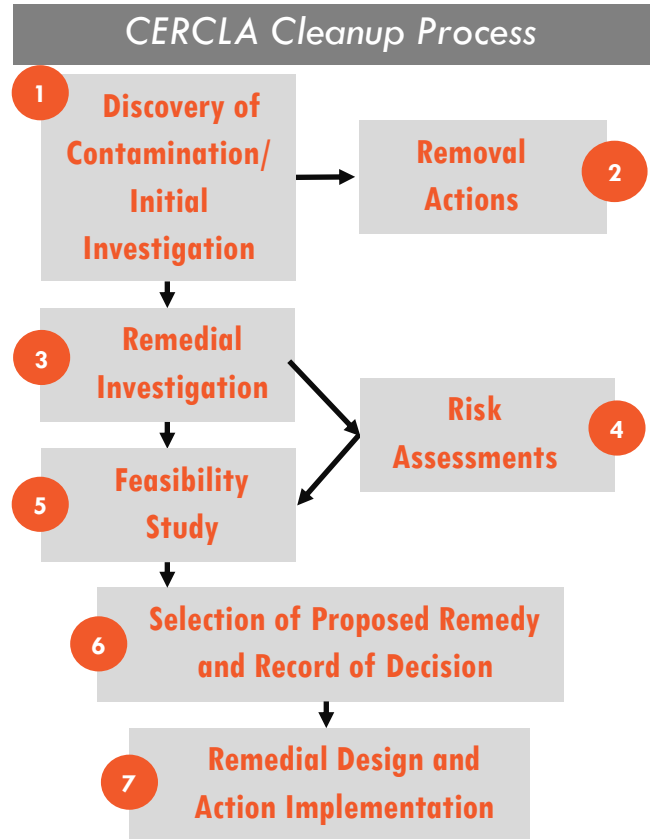 CERCLA Cleanup Process
1
Discovery of
Contamination/
Initial
Investigation
Removal
Actions
2
3
Remedial
Investigation
Risk
Assessments
4
5
Feasibility
Study
6
Selection of Proposed Remedy
and Record of Decision
7
Remedial Design and
Action Implementation